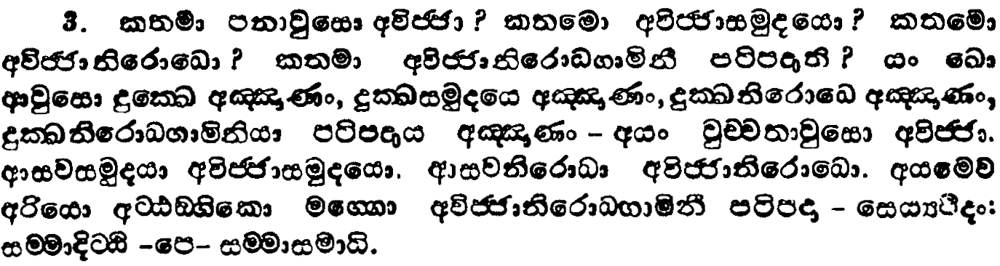 3. කතමා පනාවුසො අවිජ්ජා? කතමො අවිජ්ජාසමුදයො? කතමො
අවිජ්ජානිරොධො? කතමා අවිජ්ජානිරොධගාමිනී පටිපදාති? යං ඛො
ආවුසො දුක්ඛෙ අඤ්ඤාණං, දුක්ඛසමුදයෙ අඤ්ඤාණං, දුක්ඛනිරොධෙ අඤ්ඤාණං,
දුක්ඛනිරොධගාමිනියා පටිපදාය අඤ්ඤාණං – අයං වුච්චතාවුසො අවිජ්ජා.
ආසවසමුදයා අවිජ්ජාසමුදයො. ආසවනිරොධා අවිජ්ජානිරොධො. අයමෙව
අරියො අට්ඨඞ්ගිකො මග්ගො අවිජ්ජානිරොධගාමිනී පටිපදා – සෙය්‍යථිදං:
සම්මාදිට්ඨි –පෙ– සම්මාසමාධි.